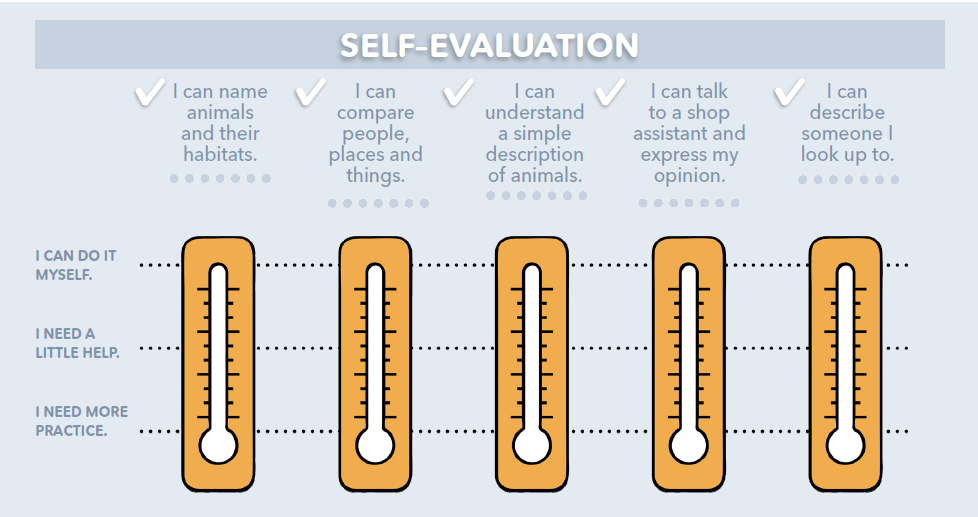 SELF-EVALUATION
I can name
animals
and their
habitats.
I can
compare
people,
places and
things.
I can
understand
a simple
description
of animals.
I can talk
to a shop
assistant and
express my
opinion.
I can
describe
someone I
look up to.
I CAN DO IT
MYSELF.
I NEED A
LITTLE HELP.
I NEED MORE
PRACTICE.